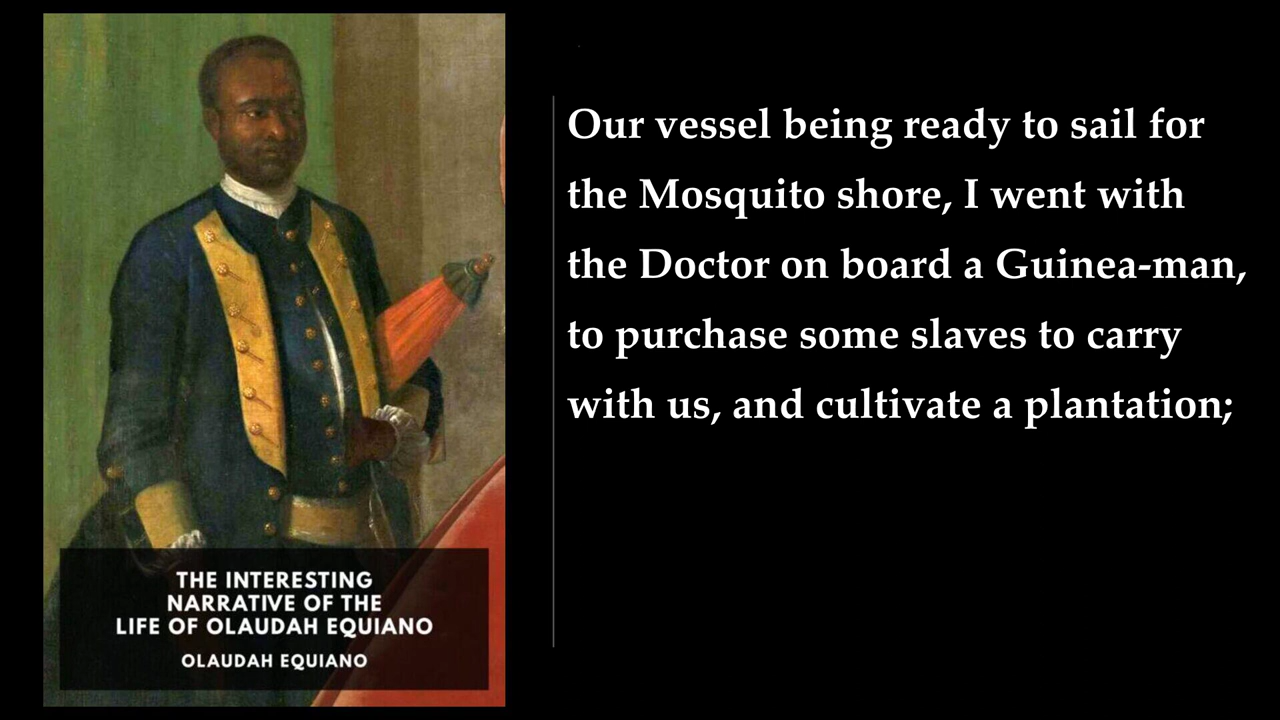 Our vessel being ready to sail for
the Mosquito shore, I went with
the Doctor on board a Guinea-man,
to purchase some slaves to carry
with us, and cultivate a plantation;
THE INTERESTING
NARRATIVE OF THE
LIFE OF OLAUDAH EQUIANO
OLAUDAH EQUIANO